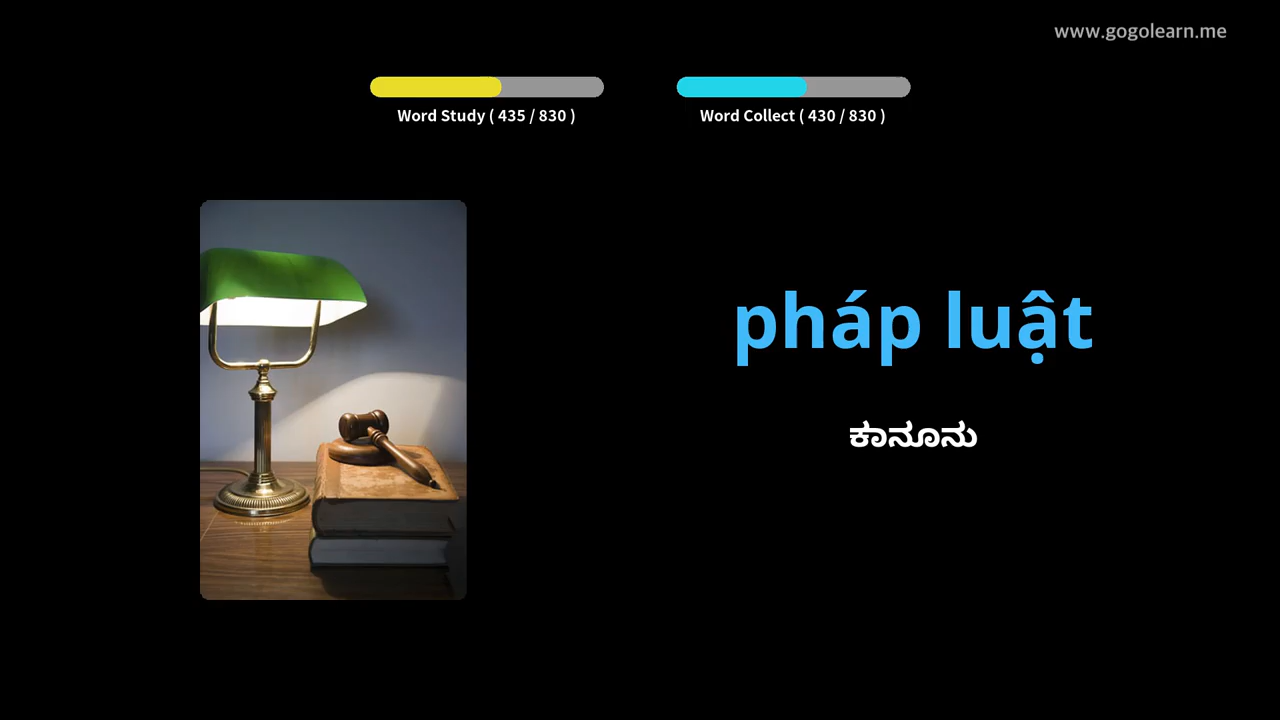 www.gogolearn.me
Word Study ( 435 / 830 )
Word Collect ( 430 / 830 )
pháp luật
ಕಾನೂನು